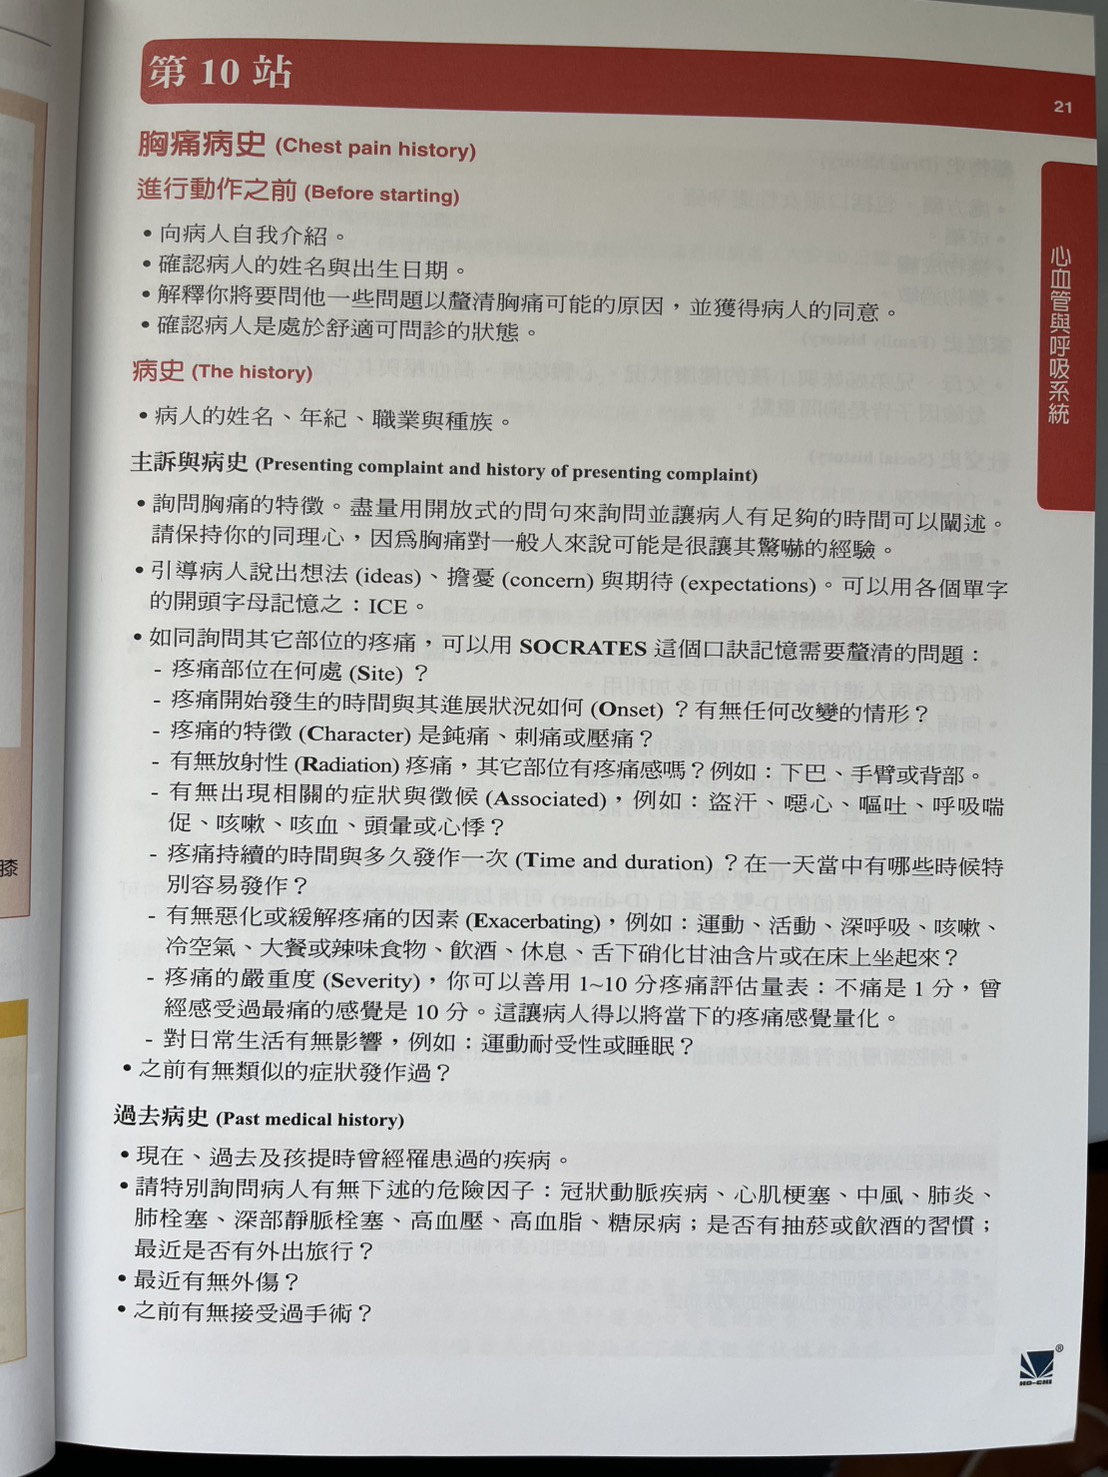 第 10 站
21
胸痛病史 (Chest pain history)
進行動作之前 (Before starting)
• 向病人自我介紹。
• 確認病人的姓名與出生日期。
• 解釋你將要問他一些問題以釐清胸痛可能的原因，並獲得病人的同意。
• 確認病人是處於舒適可問診的狀態。
病史 (The history)
• 病人的姓名、年紀、職業與種族。
主訴與病史 (Presenting complaint and history of presenting complaint)
• 詢問胸痛的特徵。盡量用開放式的問句來詢問並讓病人有足夠的時間可以闡述。
請保持你的同理心，因爲胸痛對一般人來說可能是很讓其驚嚇的經驗。
• 引導病人說出想法 (ideas)、擔憂 (concern) 與期待 (expectations)。可以用各個單字
的開頭字母記憶之：ICE。
• 如同詢問其它部位的疼痛，可以用 SOCRATES 這個口訣記憶需要釐清的問題：
- 疼痛部位在何處 (Site) ？
- 疼痛開始發生的時間與其進展狀況如何 (Onset) ？有無任何改變的情形？
- 疼痛的特徵 (Character) 是鈍痛、刺痛或壓痛？
- 有無放射性 (Radiation) 疼痛，其它部位有疼痛感嗎？例如：下巴、手臂或背部。
- 有無出現相關的症狀與徵候 (Associated)，例如：盜汗、噁心、嘔吐、呼吸喘
促、咳嗽、咳血、頭暈或心悸？
- 疼痛持續的時間與多久發作一次 (Time and duration) ？在一天當中有哪些時候特
別容易發作？
- 有無惡化或緩解疼痛的因素 (Exacerbating)，例如：運動、活動、深呼吸、咳嗽、
冷空氣、大餐或辣味食物、飲酒、休息、舌下硝化甘油含片或在床上坐起來？
- 疼痛的嚴重度 (Severity)，你可以善用 1~10 分疼痛評估量表：不痛是 1 分，曾
經感受過最痛的感覺是 10 分。這讓病人得以將當下的疼痛感覺量化。
- 對日常生活有無影響，例如：運動耐受性或睡眠？
• 之前有無類似的症狀發作過？
過去病史 (Past medical history)
• 現在、過去及孩提時曾經罹患過的疾病。
• 請特別詢問病人有無下述的危險因子：冠狀動脈疾病、心肌梗塞、中風、肺炎、
肺栓塞、深部靜脈栓塞、高血壓、高血脂、糖尿病；是否有抽菸或飲酒的習慣；
最近是否有外出旅行？
• 最近有無外傷？
• 之前有無接受過手術？
心血管與呼吸系統
膝
HO-CHI ®